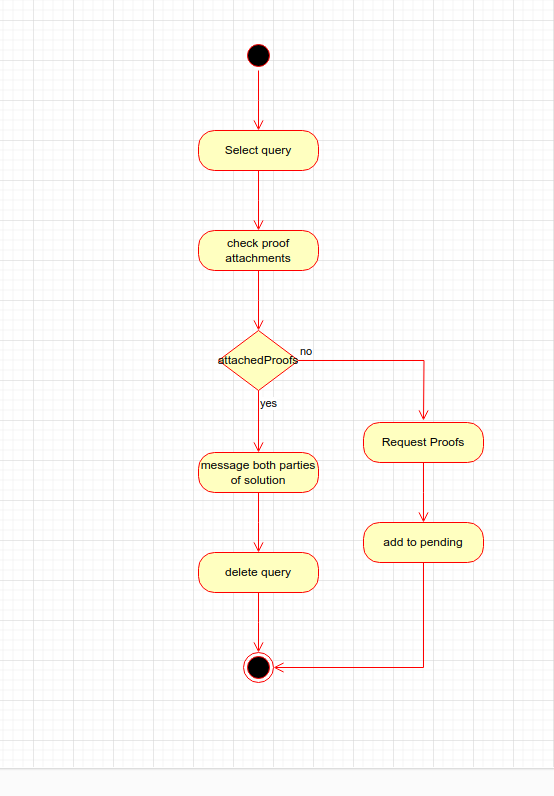 Select query
check proof
attachments
attachedProofs
no
yes
Request Proofs
message both parties
of solution
add to pending
delete query